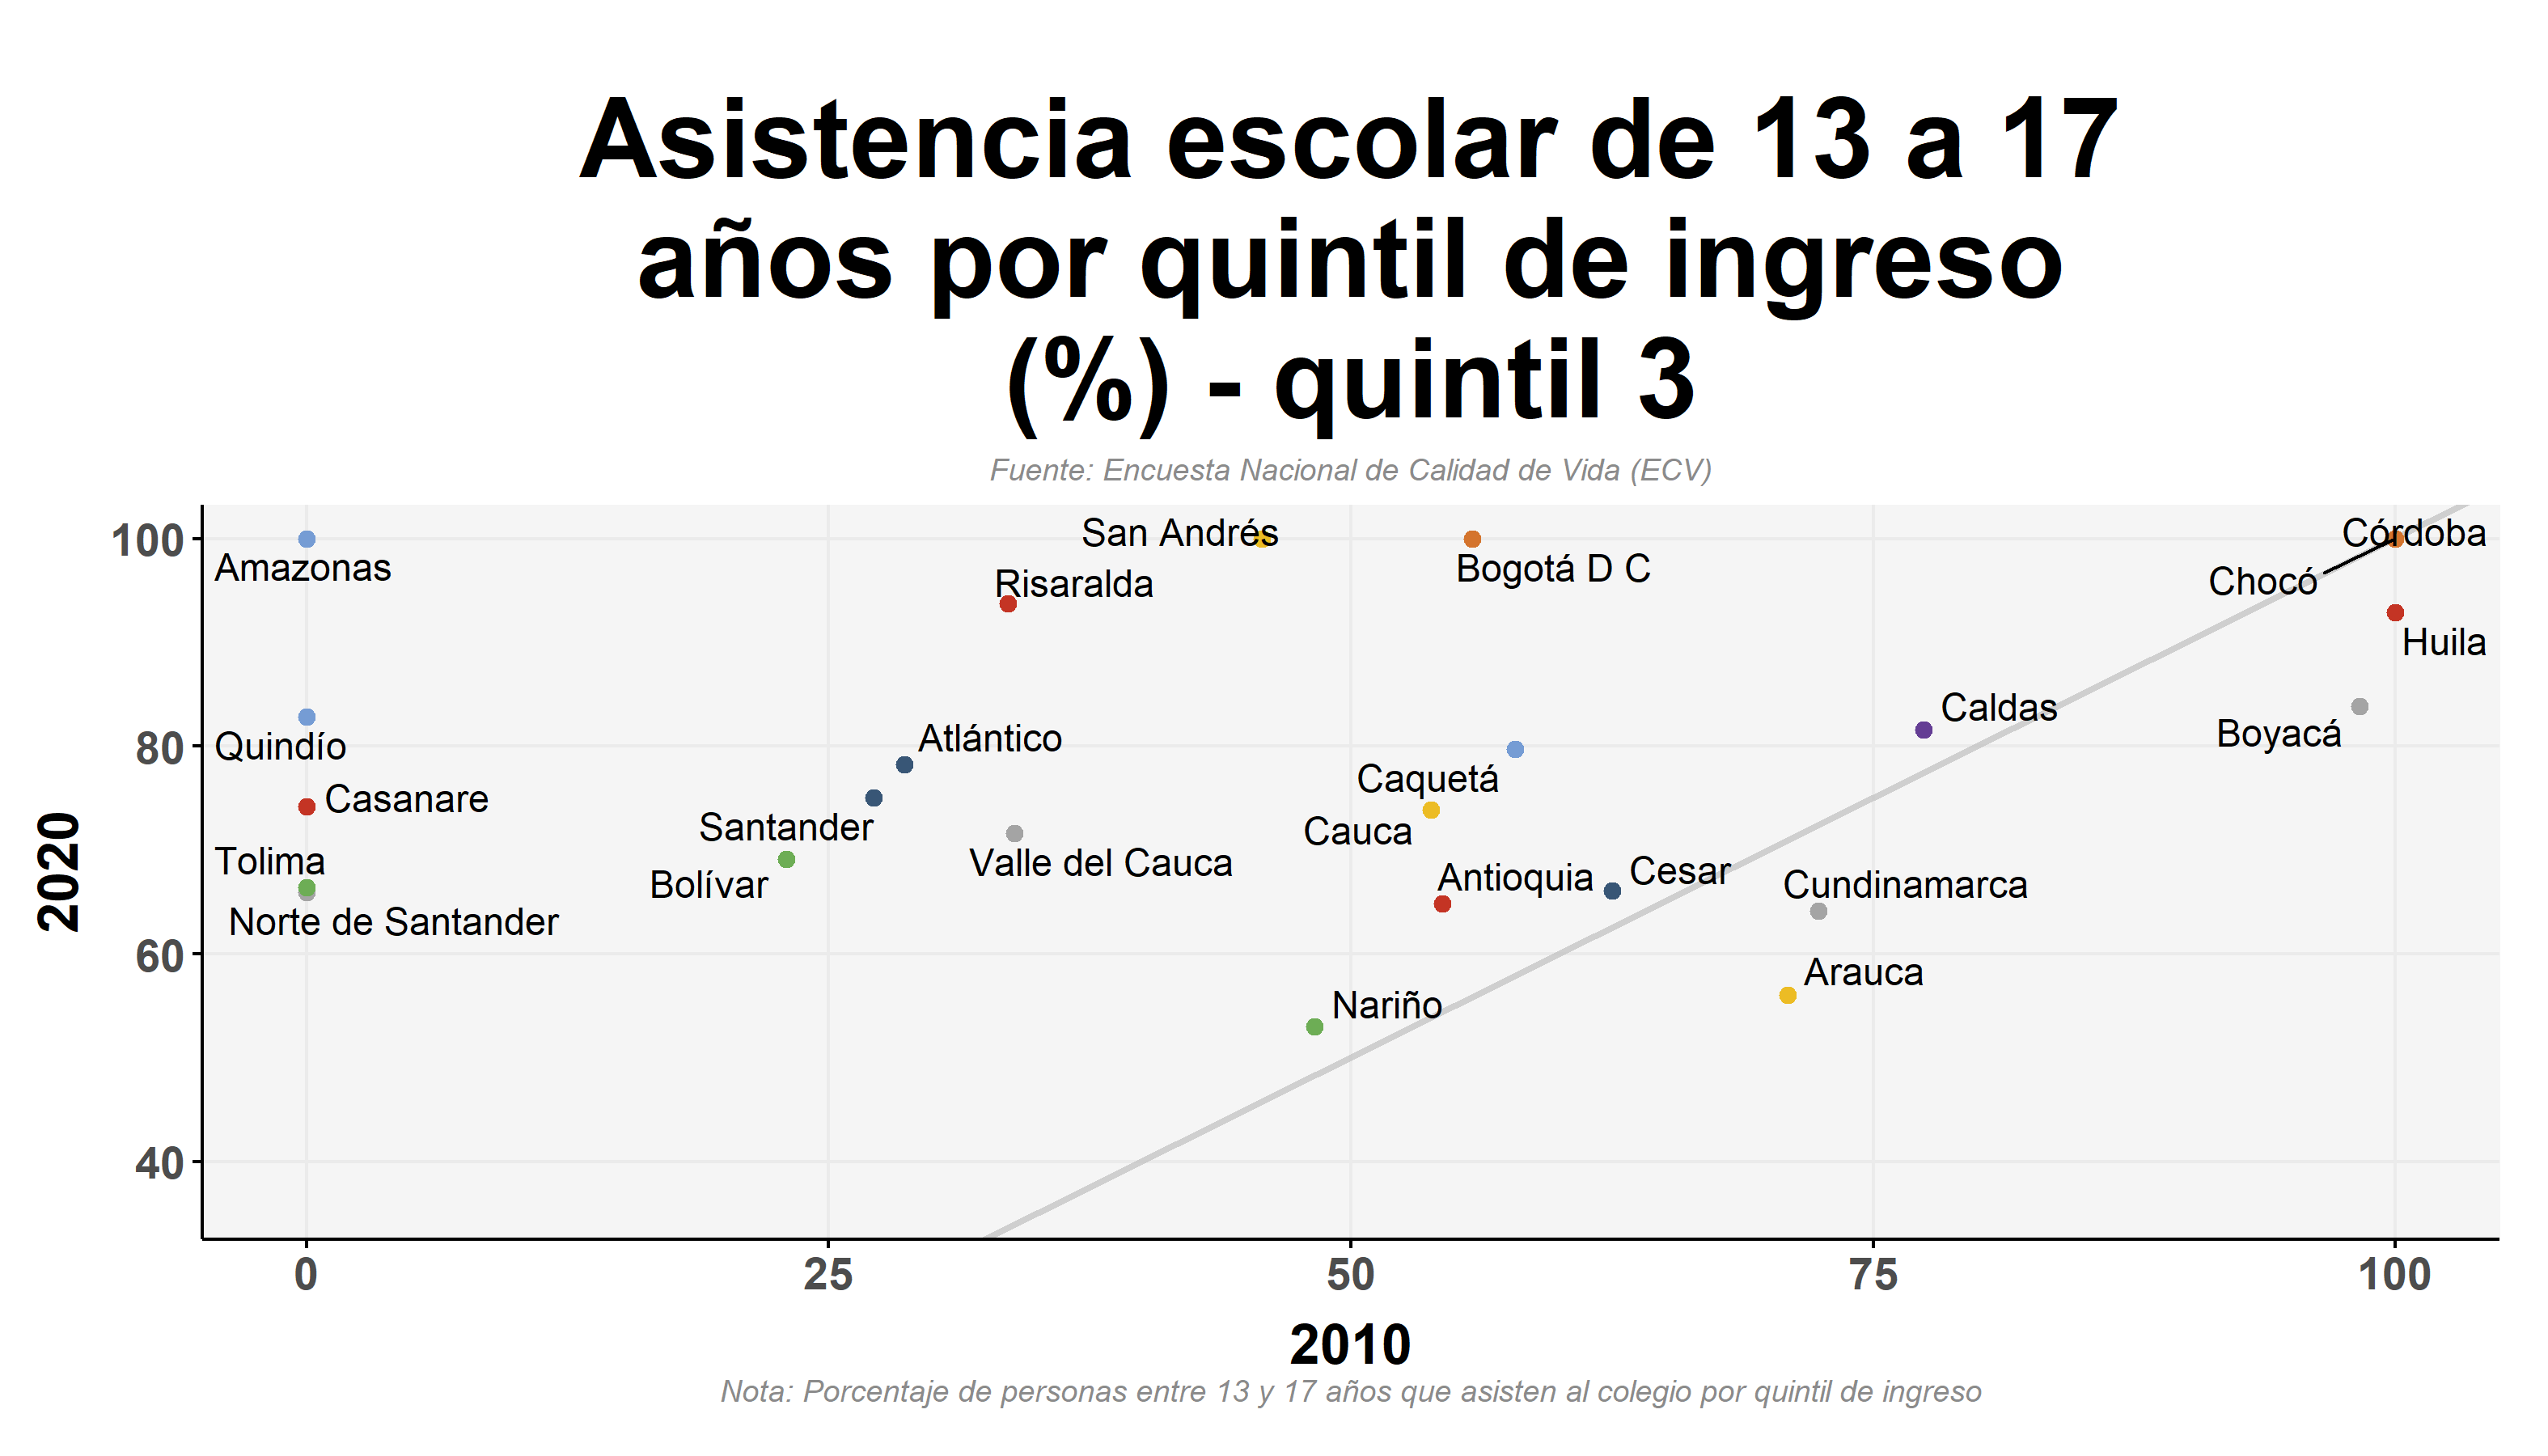 Asistencia escolar de 13 a 17
años por quintil de ingreso
(%) - quintil 3
Fuente: Encuesta Nacional de Calidad de Vida (ECV)
100
80
60
40
2020
San Andrés
Córdoba
Amazonas
Bogotá D C
Risaralda
Chocó
Huila
Caldas
Boyacá
Quindío
Atlántico
Caquetá
Casanare
Santander
Cauca
Tolima
Valle del Cauca
Bolívar
Antioquia
Cesar
Cundinamarca
Norte de Santander
Arauca
Nariño
0
25
50
75
100
2010
Nota: Porcentaje de personas entre 13 y 17 años que asisten al colegio por quintil de ingreso